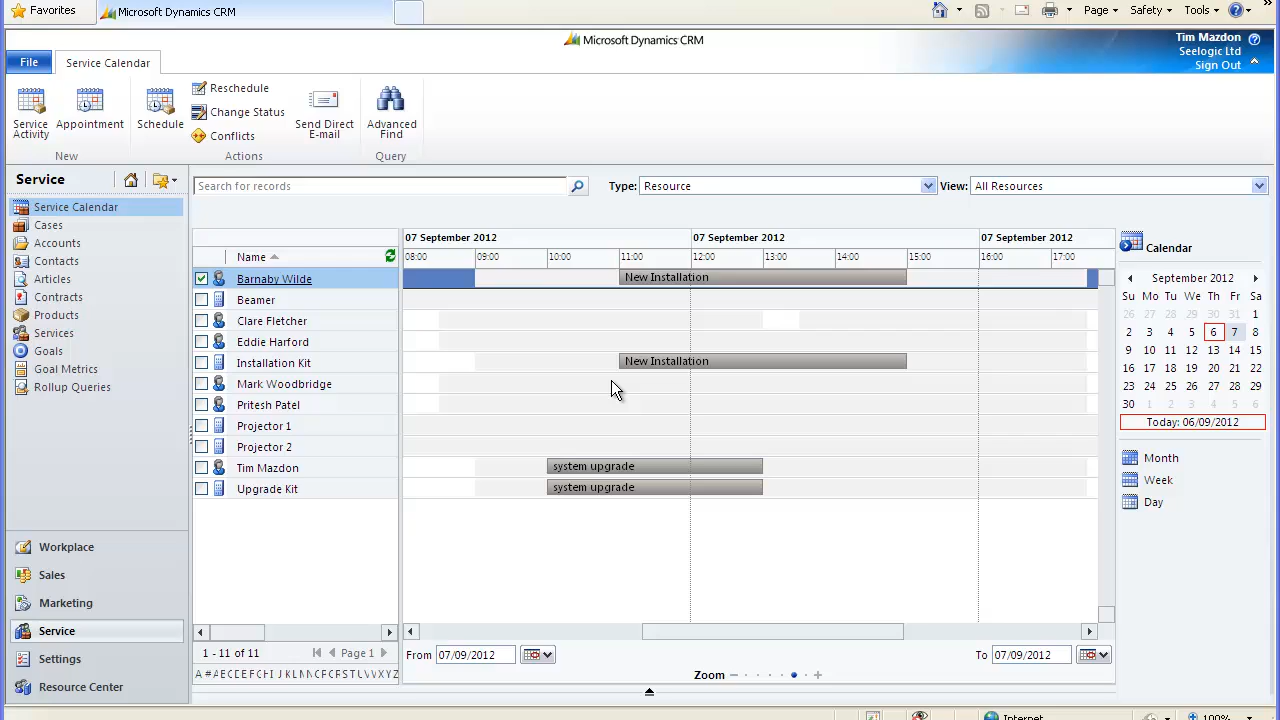 Favorites
Microsoft Dynamics CRM
Page
Safety
Tools
Microsoft Dynamics CRM
Tim Mazdon
Seelogic Ltd
Sign Out
File
Service Calendar
Service Activity
Appointment
New
Schedule
Reschedule
Change Status
Conflicts
Actions
Send Direct E-mail
Advanced Find
Query
Service
Service Calendar
Cases
Accounts
Contacts
Articles
Contracts
Products
Services
Goals
Goal Metrics
Rollup Queries
Workplace
Sales
Marketing
Service
Settings
Resource Center
Search for records
Type: Resource
View: All Resources
07 September 2012 07 September 2012 07 September 2012
Name 08:00 09:00 10:00 11:00 12:00 13:00 14:00 15:00 16:00 17:00
Barnaby Wilde New Installation
Beamer
Clare Fletcher
Eddie Harford
Installation Kit New Installation
Mark Woodbridge
Pritesh Patel
Projector 1
Projector 2
Tim Mazdon system upgrade
Upgrade Kit system upgrade
1 - 11 of 11 Page 1
From 07/09/2012 To 07/09/2012
Zoom
Calendar
September 2012
Su Mo Tu We Th Fr Sa
26 27 28 29 30 31 1
2 3 4 5 6 7 8
9 10 11 12 13 14 15
16 17 18 19 20 21 22
23 24 25 26 27 28 29
30 1 2 3 4 5 6
Today: 06/09/2012
Month
Week
Day
Internet
100%